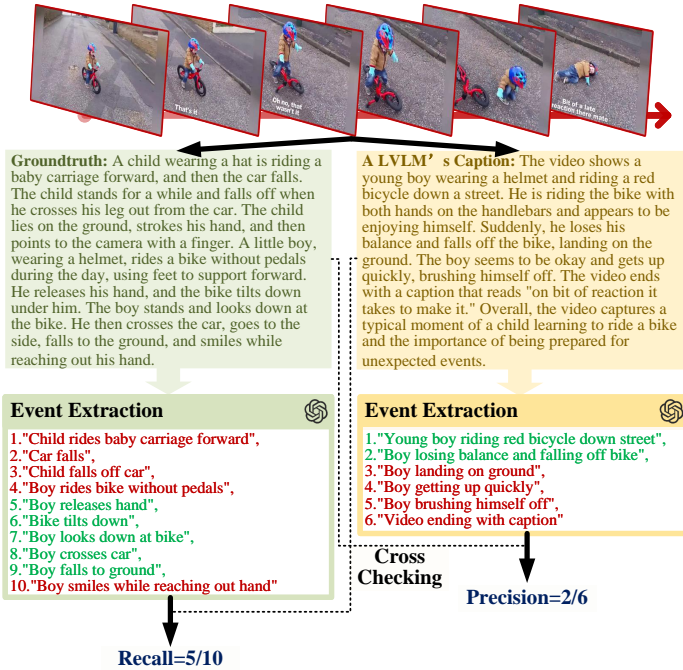 That's it
Oh no, that
wasn't it
Bit of a late
reaction there mate
Groundtruth: A child wearing a hat is riding a
baby carriage forward, and then the car falls.
The child stands for a while and falls off when
he crosses his leg out from the car. The child
lies on the ground, strokes his hand, and then
points to the camera with a finger. A little boy,
wearing a helmet, rides a bike without pedals
during the day, using feet to support forward.
He releases his hand, and the bike tilts down
under him. The boy stands and looks down at
the bike. He then crosses the car, goes to the
side, falls to the ground, and smiles while
reaching out his hand.
A LVLM's Caption: The video shows a
young boy wearing a helmet and riding a red
bicycle down a street. He is riding the bike with
both hands on the handlebars and appears to be
enjoying himself. Suddenly, he loses his
balance and falls off the bike, landing on the
ground. The boy seems to be okay and gets up
quickly, brushing himself off. The video ends
with a caption that reads "on bit of reaction it
takes to make it." Overall, the video captures a
typical moment of a child learning to ride a bike
and the importance of being prepared for
unexpected events.
Event Extraction
1."Child rides baby carriage forward",
2."Car falls",
3."Child falls off car",
4."Boy rides bike without pedals",
5."Boy releases hand",
6."Bike tilts down",
7."Boy looks down at bike",
8."Boy crosses car",
9."Boy falls to ground",
10."Boy smiles while reaching out hand"
Event Extraction
1."Young boy riding red bicycle down street",
2."Boy losing balance and falling off bike",
3."Boy landing on ground",
4."Boy getting up quickly",
5."Boy brushing himself off",
6."Video ending with caption"
Cross
Checking
Precision=2/6
Recall=5/10